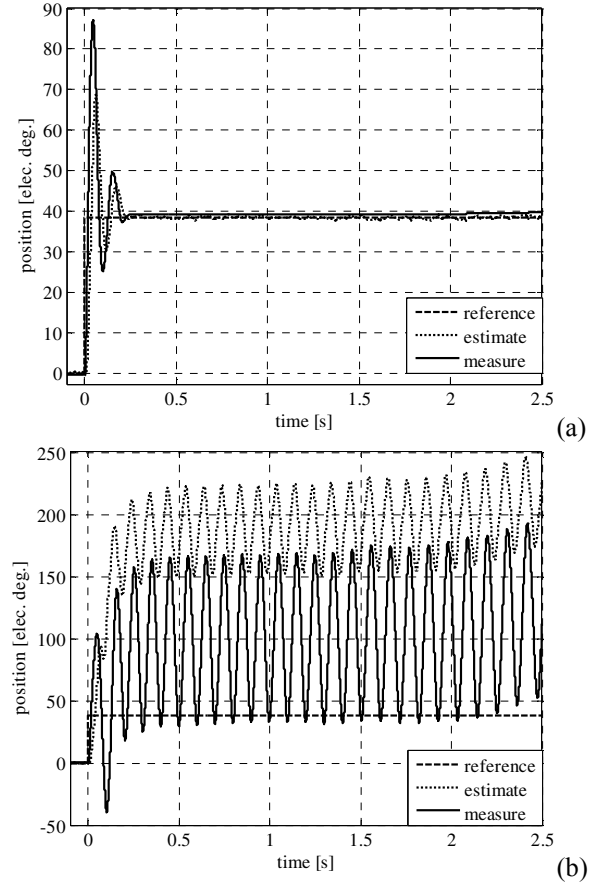 90
80
70
60
50
40
30
20
10
0
position [elec. deg.]
0
0.5
1
1.5
2
2.5
time [s]
reference
estimate
measure
(a)
250
200
150
100
50
0
-50
position [elec. deg.]
0
0.5
1
1.5
2
2.5
time [s]
reference
estimate
measure
(b)